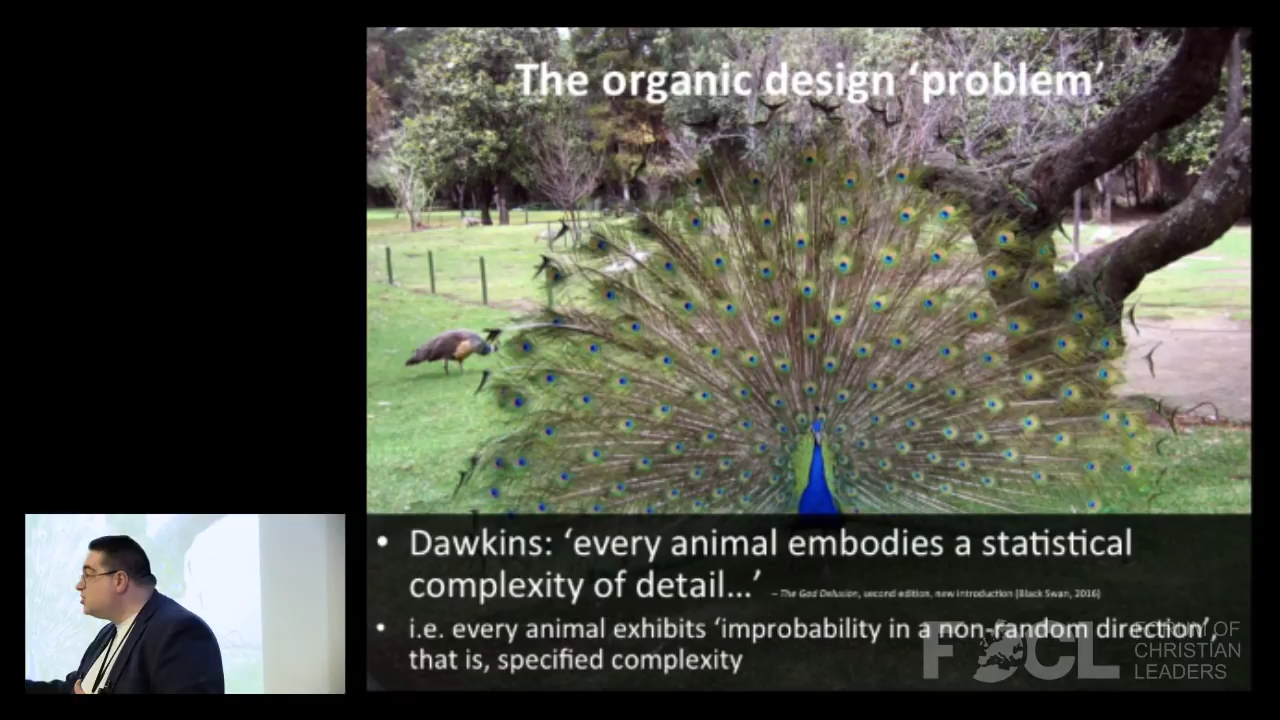 The organic design ‘problem’
• Dawkins: ‘every animal embodies a statistical
complexity of detail...’ – The God Delusion, second edition, new introduction (Black Swan, 2016)
• i.e. every animal exhibits ‘improbability in a non-random direction’,
that is, specified complexity
FOCL
FORUM OF
CHRISTIAN
LEADERS